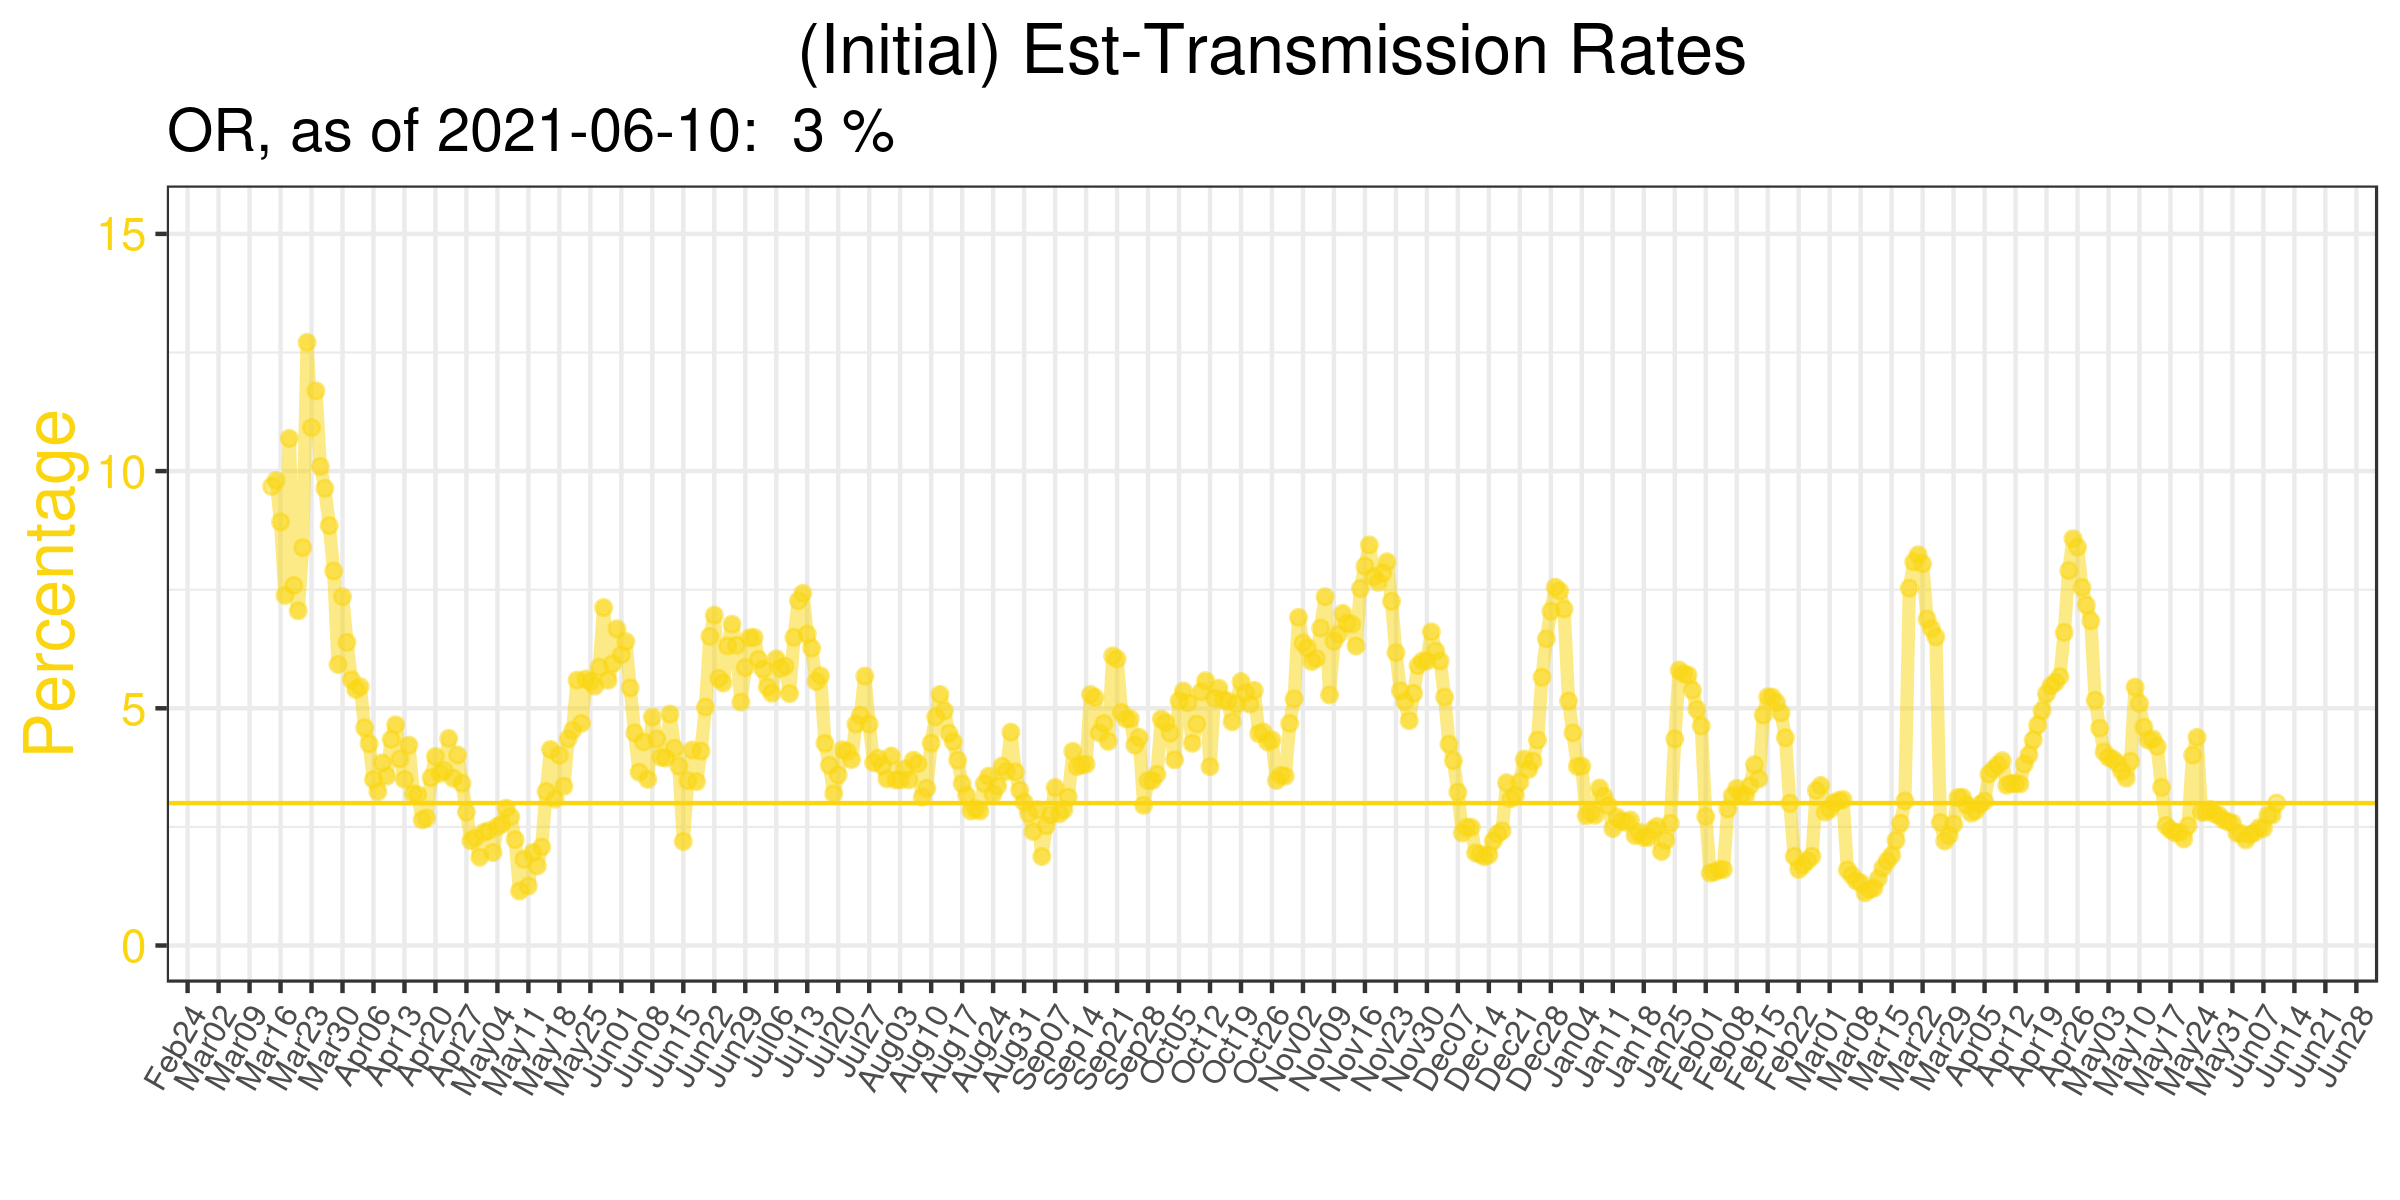 (Initial) Est-Transmission Rates
OR, as of 2021-06-10:  3 %
Percentage
15
10
5
0
Feb24
Mar02
Mar09
Mar16
Mar23
Mar30
Apr06
Apr13
Apr20
Apr27
May04
May11
May18
May25
Jun01
Jun08
Jun15
Jun22
Jun29
Jul06
Jul13
Jul20
Jul27
Aug03
Aug10
Aug17
Aug24
Aug31
Sep07
Sep14
Sep21
Sep28
Oct05
Oct12
Oct19
Oct26
Nov02
Nov09
Nov16
Nov23
Nov30
Dec07
Dec14
Dec21
Dec28
Jan04
Jan11
Jan18
Jan25
Feb01
Feb08
Feb15
Feb22
Mar01
Mar08
Mar15
Mar22
Mar29
Apr05
Apr12
Apr19
Apr26
May03
May10
May17
May24
May31
Jun07
Jun14
Jun21
Jun28